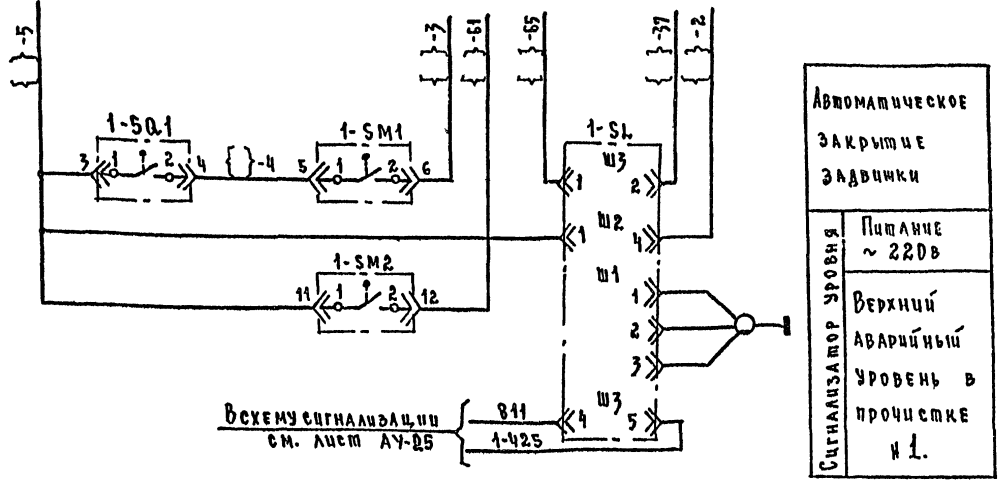 -5
-3
-61
-65
-37
-2
1-SQ1
3
1
2
4
-4
1-SM1
5
1
2
6
1-SL
Ш3
1
2
Ш2
1
4
Ш1
1
2
3
1-SM2
11
1
2
12
Ш3
811
4
5
1-425
В схему сигнализации
см. лист АУ-25
Автоматическое
закрытие
задвижки
Сигнализатор уровня
Питание
~ 220в
Верхний
аварийный
уровень в
прочистке
н 1.